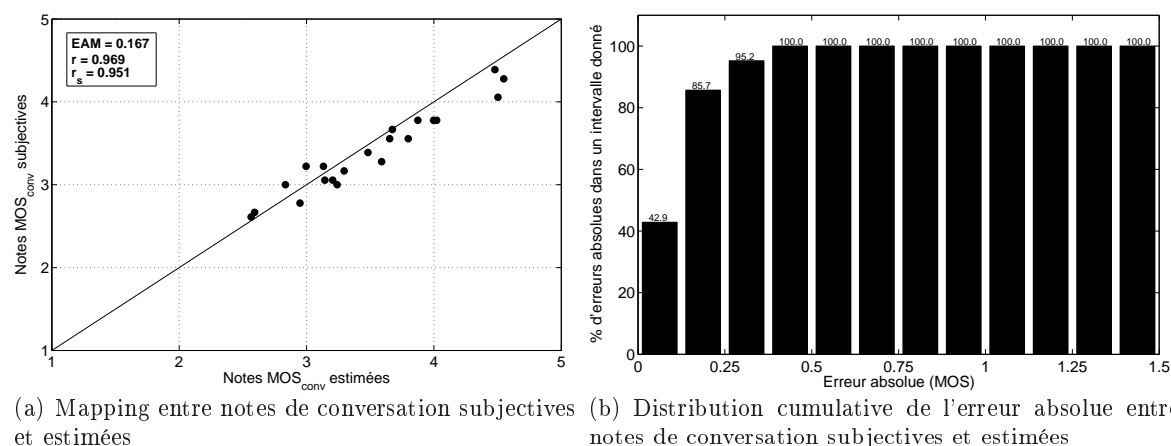 EAM = 0.167
r = 0.969
r_s = 0.951
Notes MOS_conv subjectives
5
4
3
2
1
1 2 3 4 5
Notes MOS_conv estimées
(a) Mapping entre notes de conversation subjectives
et estimées
% d'erreurs absolues dans un intervalle donné
100
80
60
40
20
0
42.9 85.7 95.2 100.0 100.0 100.0 100.0 100.0 100.0 100.0 100.0 100.0
0 0.25 0.5 0.75 1 1.25 1.5
Erreur absolue (MOS)
(b) Distribution cumulative de l'erreur absolue entre
notes de conversation subjectives et estimées